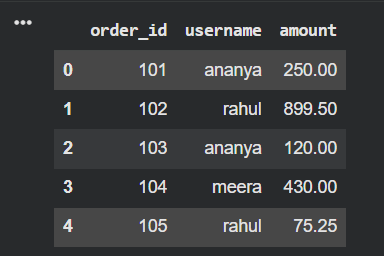 order_id username amount
0 101 ananya 250.00
1 102 rahul 899.50
2 103 ananya 120.00
3 104 meera 430.00
4 105 rahul 75.25